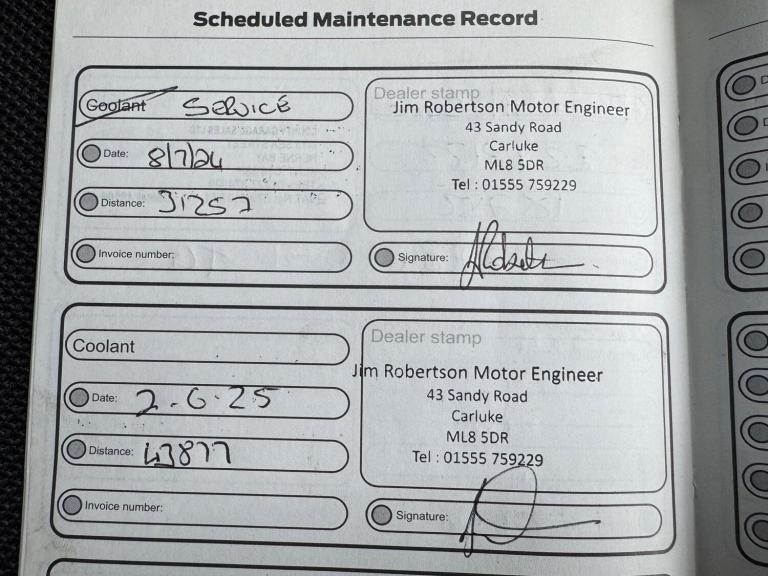 Scheduled Maintenance Record
Coolant SERVICE
Date: 8/7/24
Distance: 31257
Invoice number:
Dealer stamp
Jim Robertson Motor Engineer
43 Sandy Road
Carluke
ML8 5DR
Tel : 01555 759229
Signature:
Coolant
Date: 2.6.25
Distance: 43877
Invoice number:
Dealer stamp
Jim Robertson Motor Engineer
43 Sandy Road
Carluke
ML8 5DR
Tel : 01555 759229
Signature: